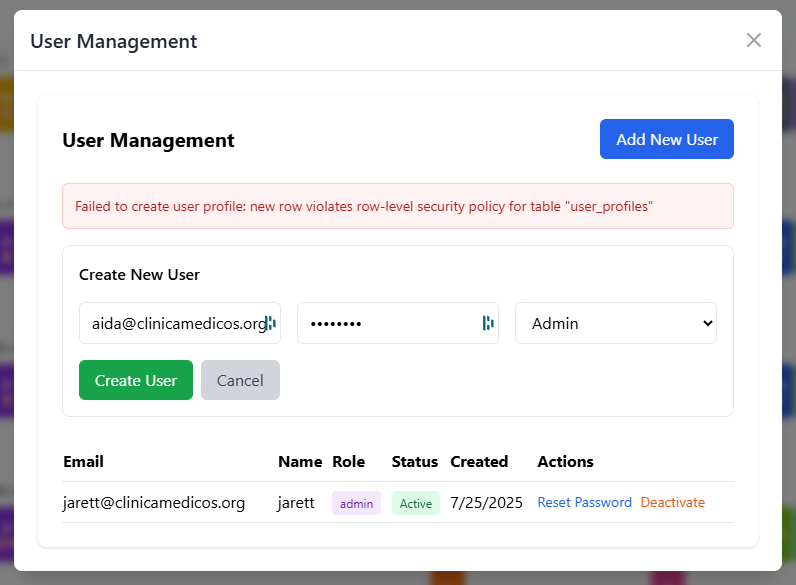 User Management
User Management
Add New User
Failed to create user profile: new row violates row-level security policy for table "user_profiles"
Create New User
aida@clinicamedicos.org
••••••••
Admin
Create User
Cancel
Email Name Role Status Created Actions
jarett@clinicamedicos.org jarett admin Active 7/25/2025 Reset Password Deactivate